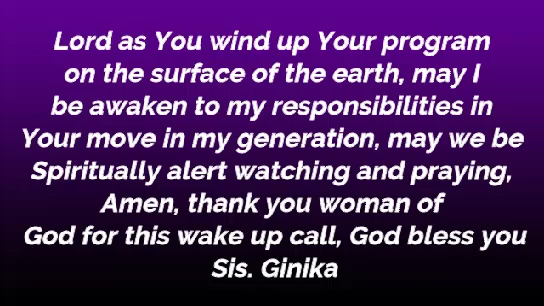 Lord as You wind up Your program
on the surface of the earth, may I
be awaken to my responsibilities in
Your move in my generation, may we be
Spiritually alert watching and praying,
Amen, thank you woman of
God for this wake up call, God bless you
Sis. Ginika